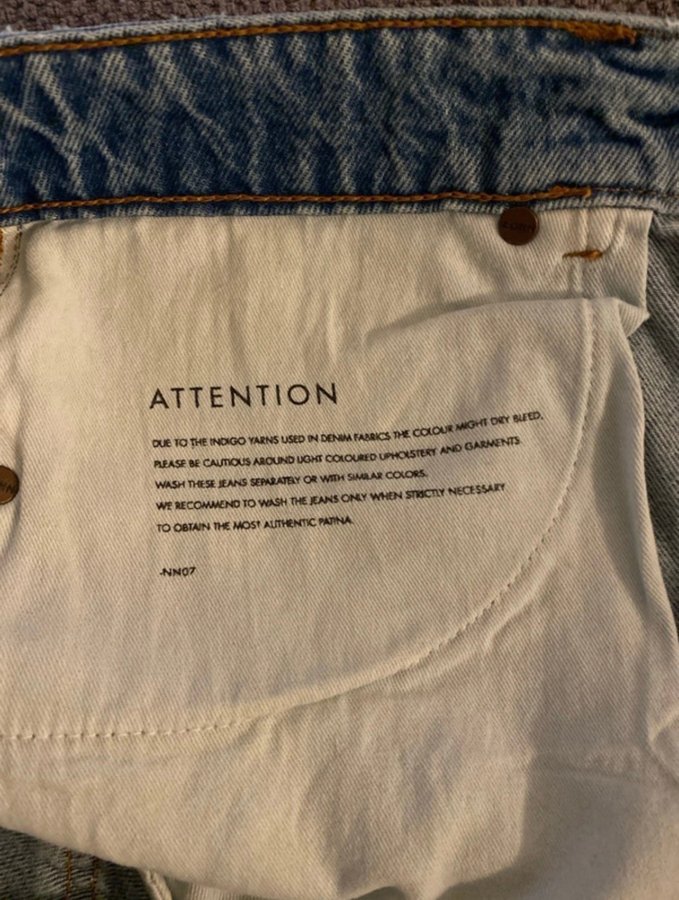 ATTENTION
DUE TO THE INDIGO YARNS USED IN DENIM FABRICS THE COLOUR MIGHT DRY BLEED.
PLEASE BE CAUTIOUS AROUND LIGHT COLOURED UPHOLSTERY AND GARMENTS
WASH THESE JEANS SEPARATELY OR WITH SIMILAR COLORS.
WE RECOMMEND TO WASH THE JEANS ONLY WHEN STRICTLY NECESSARY
TO OBTAIN THE MOST AUTHENTIC PATINA.
-NN07